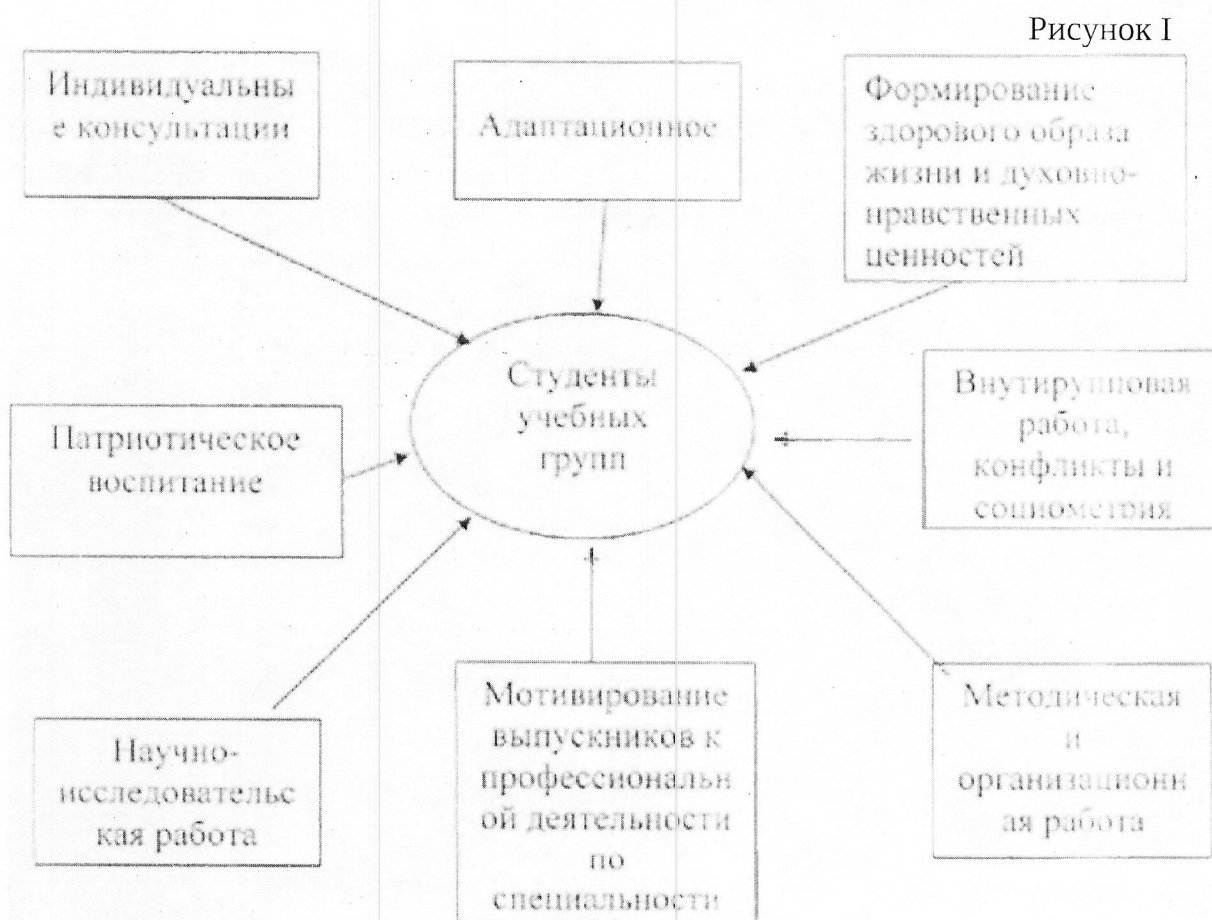 Рисунок I
Индивидуальны
е консультации
Адаптационное
Формирование
здорового образа
жизни и духовно-
нравственных
ценностей
Студенты
учебных
групп
Внутирупповая
работа,
конфликты и
социометрия
Патриотическое
воспитание
Научно-
исследовательс
кая работа
Мотивирование
выпускников к
профессиональн
ой деятельности
по
специальности
Методическая
и
организационн
ая работа